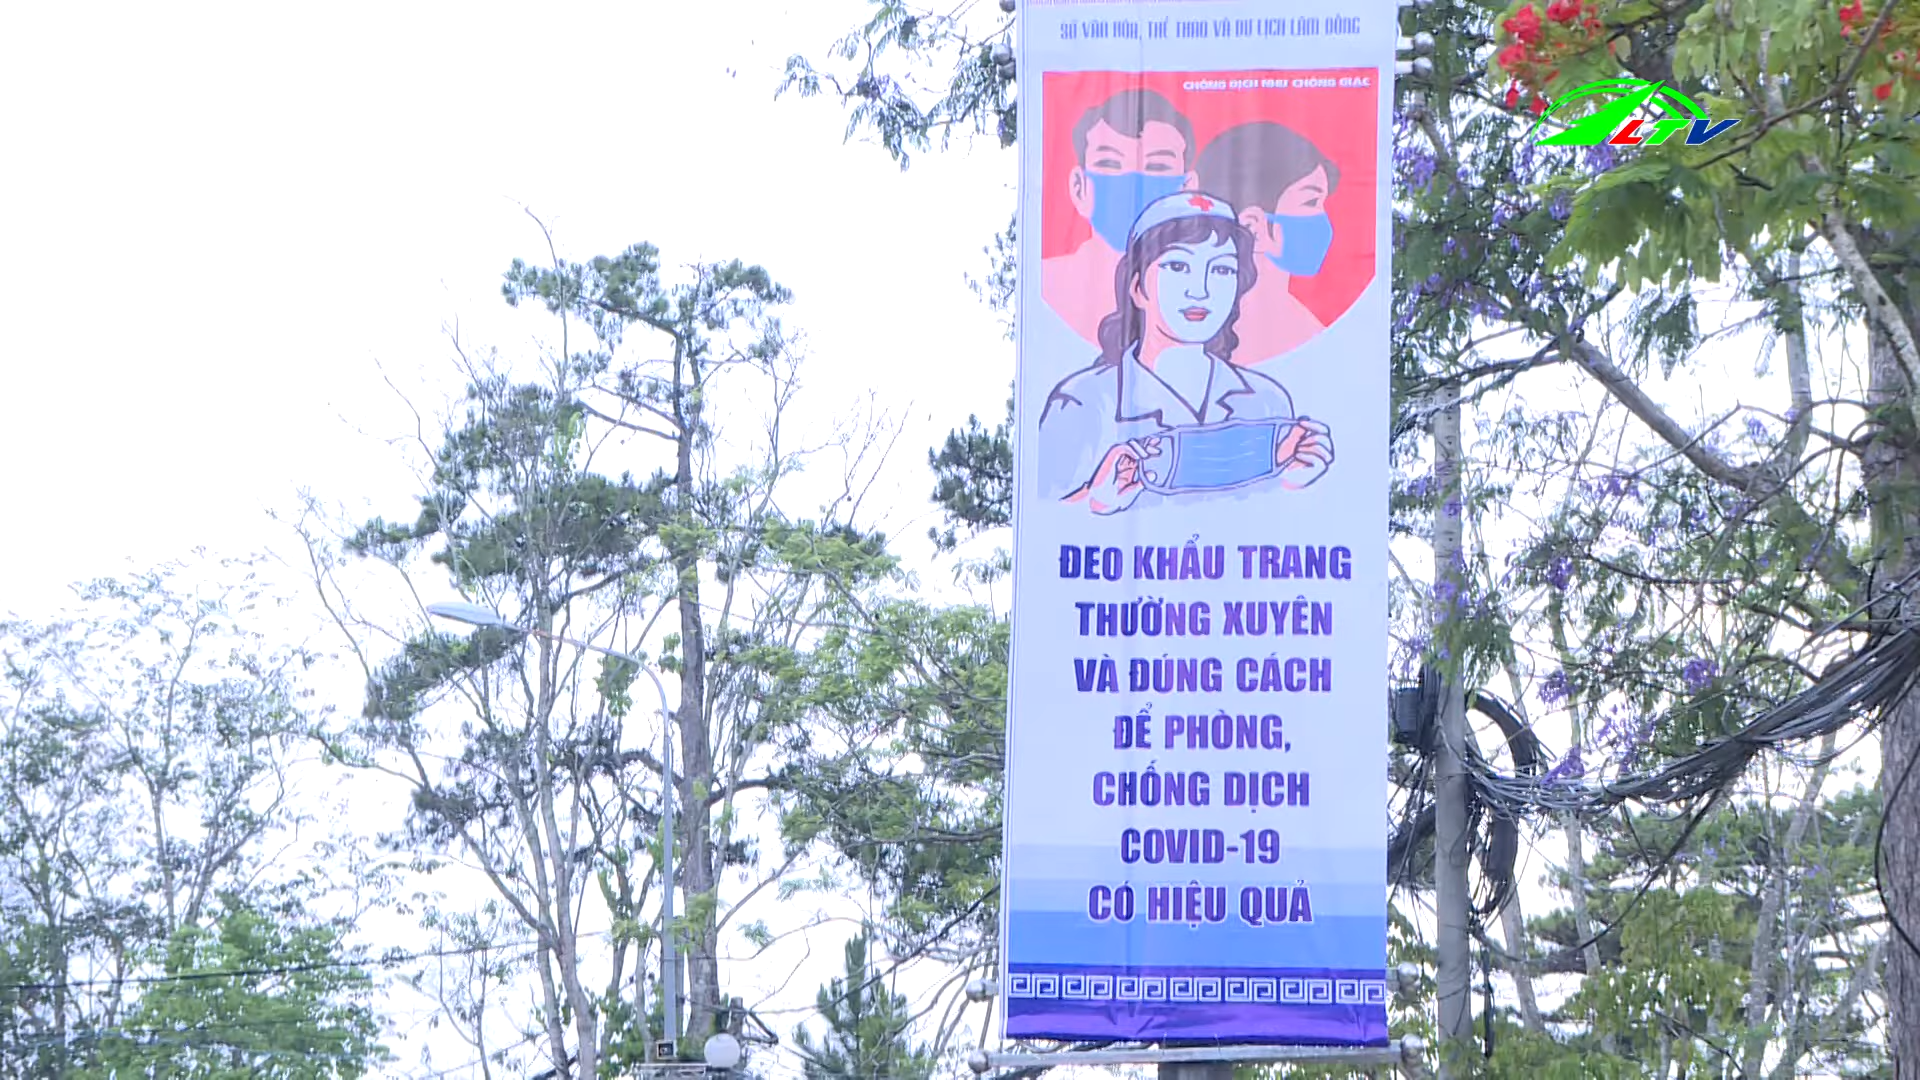 SỞ VĂN HÓA, THỂ THAO VÀ DU LỊCH LÂM ĐỒNG
CHỐNG DỊCH NHƯ CHỐNG GIẶC
LTV
ĐEO KHẨU TRANG
THƯỜNG XUYÊN
VÀ ĐÚNG CÁCH
ĐỂ PHÒNG,
CHỐNG DỊCH
COVID-19
CÓ HIỆU QUẢ